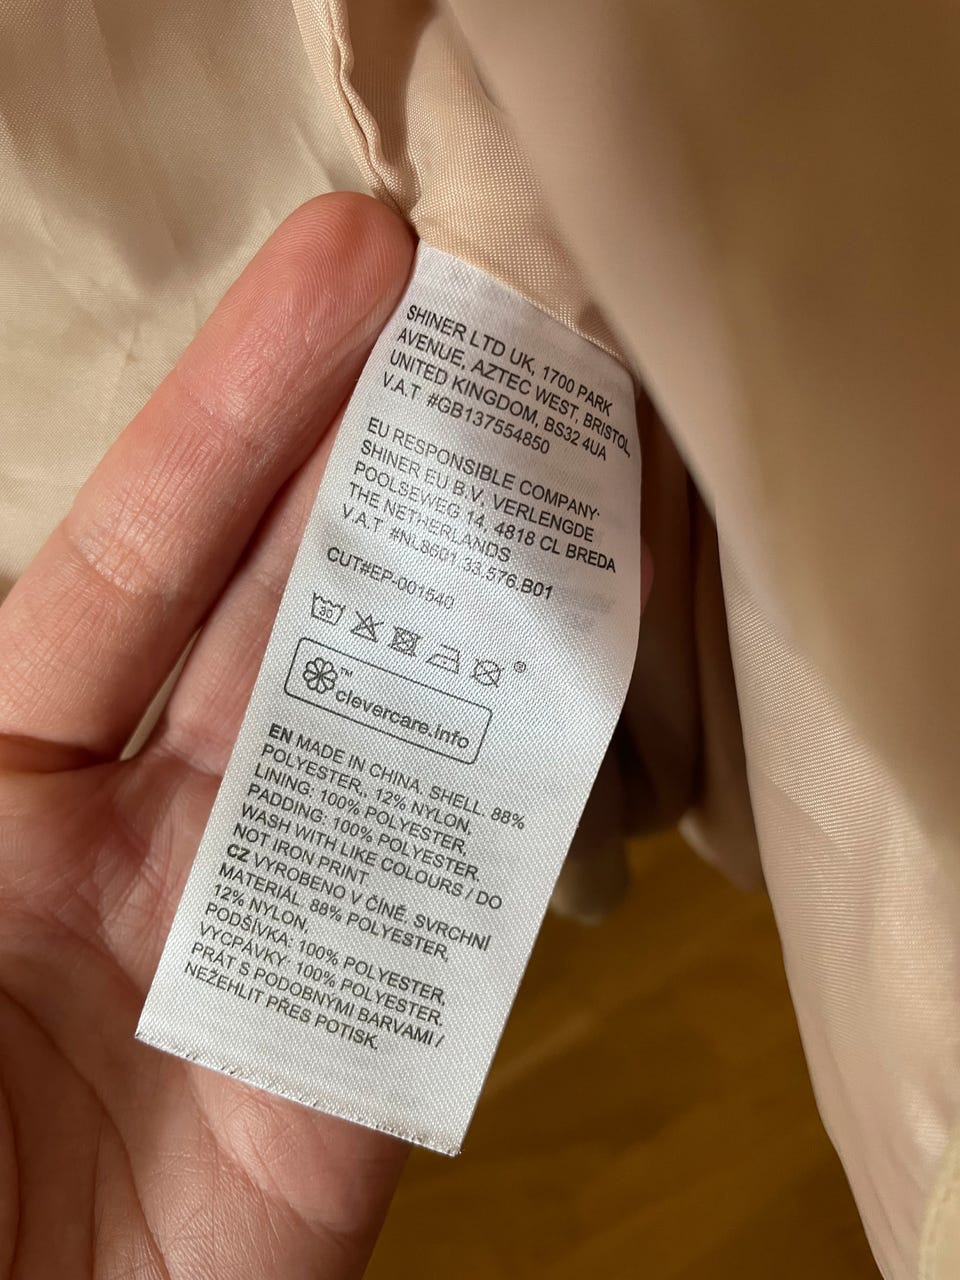 SHINER LTD UK, 1700 PARK
AVENUE, AZTEC WEST, BRISTOL,
UNITED KINGDOM, BS32 4UA
V.A.T #GB137554850
EU RESPONSIBLE COMPANY:
SHINER EU B.V, VERLENGDE
POOLSEWEG 14, 4818 CL BREDA
THE NETHERLANDS
V.A.T #NL8601.33.576.B01
CUT#EP-001540
30
®
™
clevercare.info
EN MADE IN CHINA. SHELL: 88%
POLYESTER, 12% NYLON,
LINING: 100% POLYESTER,
PADDING: 100% POLYESTER,
WASH WITH LIKE COLOURS / DO
NOT IRON PRINT
CZ VYROBENO V ČÍNĚ. SVRCHNÍ
MATERIÁL: 88% POLYESTER,
12% NYLON,
PODŠÍVKA: 100% POLYESTER,
VYCPÁVKY: 100% POLYESTER,
PRÁT S PODOBNÝMI BARVAMI /
NEŽEHLIT PŘES POTISK.